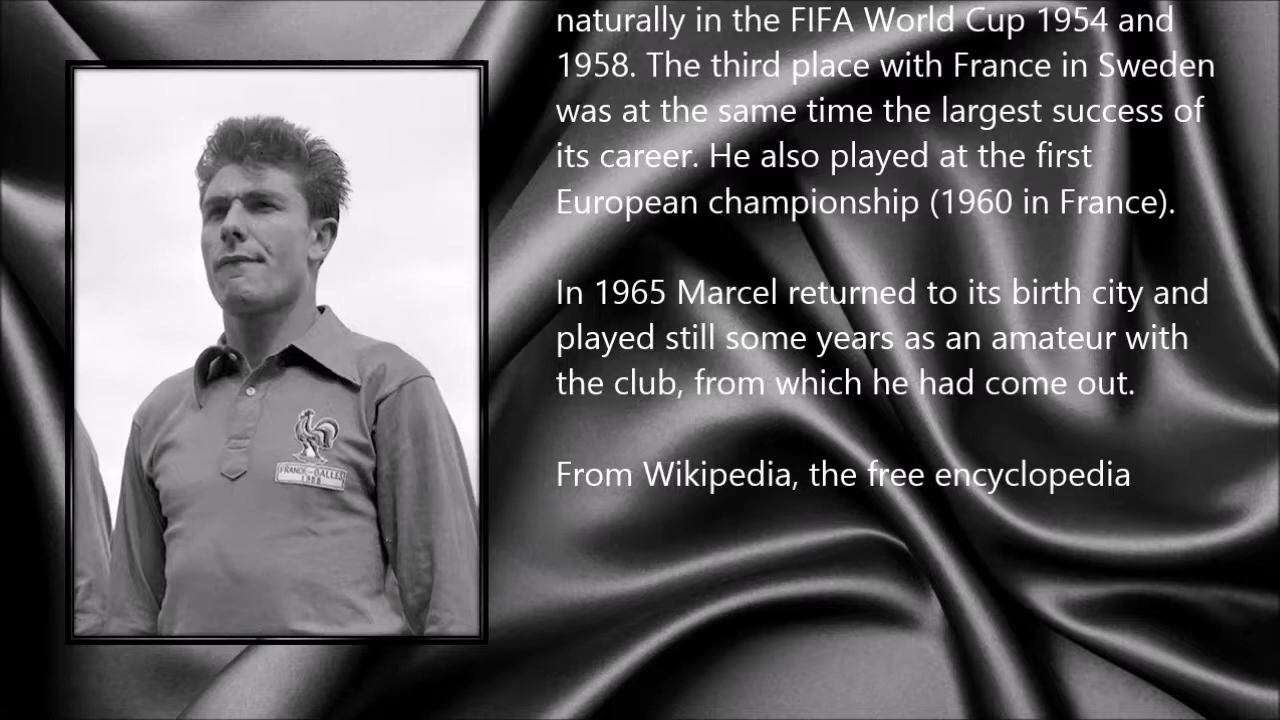 naturally in the FIFA World Cup 1954 and
1958. The third place with France in Sweden
was at the same time the largest success of
its career. He also played at the first
European championship (1960 in France).
In 1965 Marcel returned to its birth city and
played still some years as an amateur with
the club, from which he had come out.
From Wikipedia, the free encyclopedia